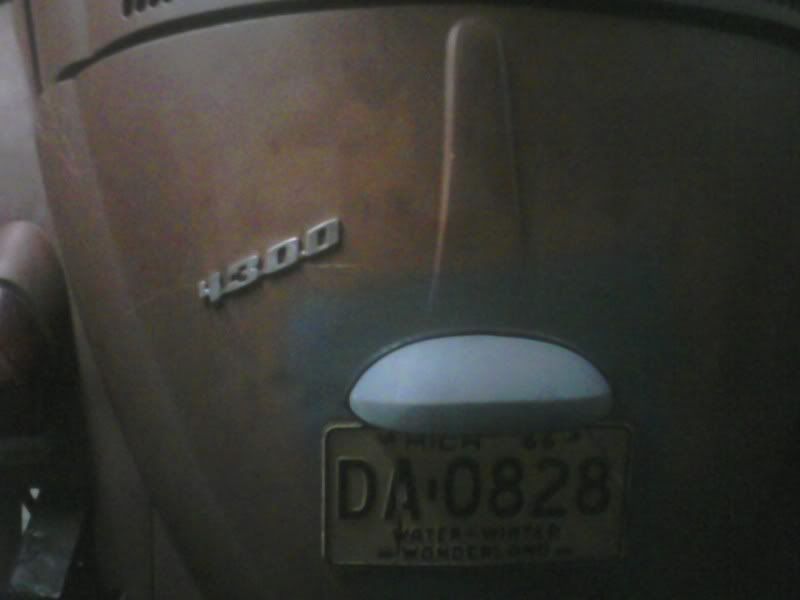 1300
MICH 66
DA·0828
WATER-WINTER
WONDERLAND